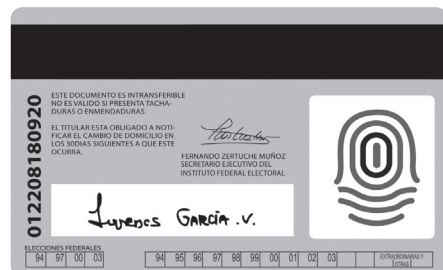 ESTE DOCUMENTO ES INTRANSFERIBLE
NO ES VALIDO SI PRESENTA TACHA-
DURAS O ENMENDADURAS
EL TITULAR ESTA OBLIGADO A NOTI-
FICAR EL CAMBIO DE DOMICILIO EN
LOS 30DIAS SIGUIENTES A QUE ESTE
OCURRA.
FERNANDO ZERTUCHE MUÑOZ
SECRETARIO EJECUTIVO DEL
INSTITUTO FEDERAL ELECTORAL
012208180920
GARCÍA .V.
ELECCIONES FEDERALES
94 97 00 03
94 95 96 97 98 99 00 01 02 03
EXTRAORDINARIAS Y
OTRAS